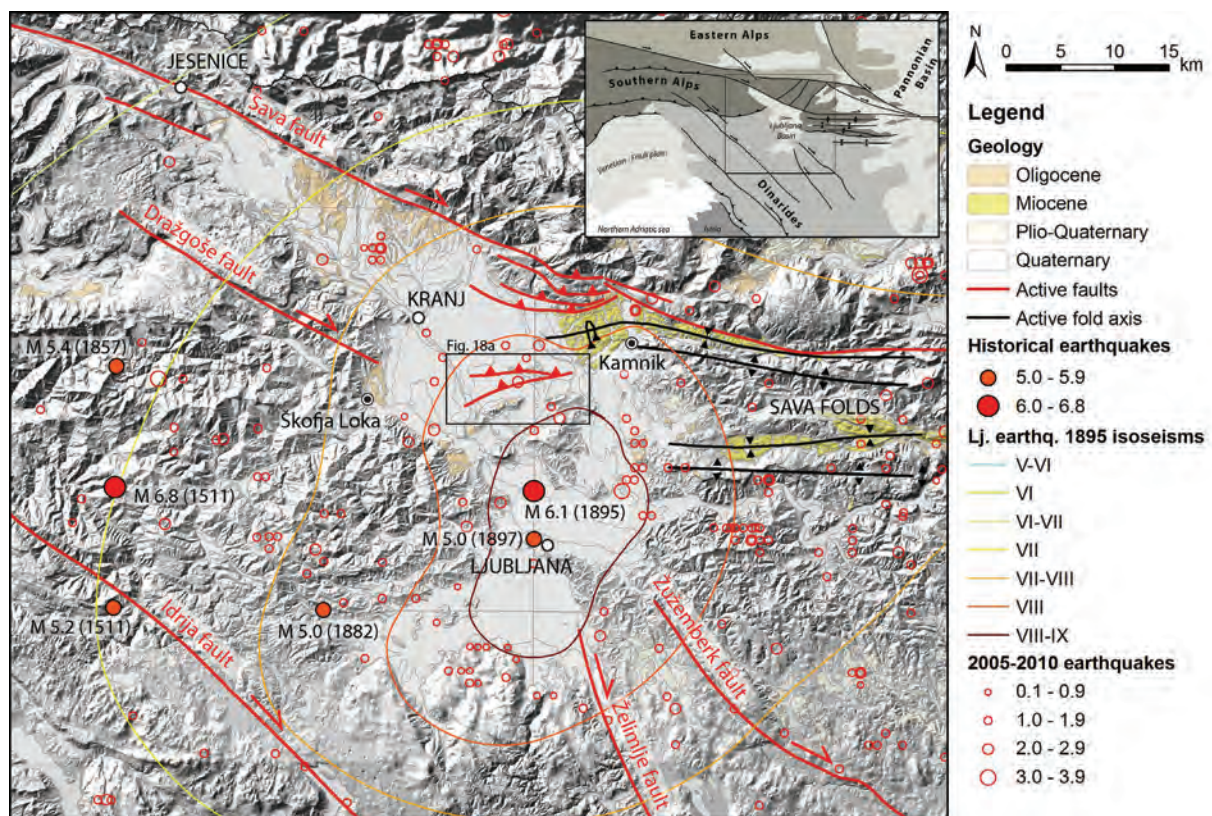 JESENICE
Sava fault
Dražgoše fault
KRANJ
Fig. 18a
Kamnik
Škofja Loka
SAVA FOLDS
M 5.4 (1857)
M 6.8 (1511)
M 6.1 (1895)
M 5.0 (1897)
LJUBLJANA
M 5.2 (1511)
M 5.0 (1882)
Idrija fault
Želimlje fault
Žužemberk fault
Eastern Alps
Southern Alps
Pannonian
Basin
Ljubljana
Basin
Dinarides
Northern Adriatic sea
Istria
N
0 5 10 15
km
Legend
Geology
Oligocene
Miocene
Plio-Quaternary
Quaternary
Active faults
Active fold axis
Historical earthquakes
5.0 - 5.9
6.0 - 6.8
Lj. earthq. 1895 isoseisms
V-VI
VI
VI-VII
VII
VII-VIII
VIII
VIII-IX
2005-2010 earthquakes
0.1 - 0.9
1.0 - 1.9
2.0 - 2.9
3.0 - 3.9